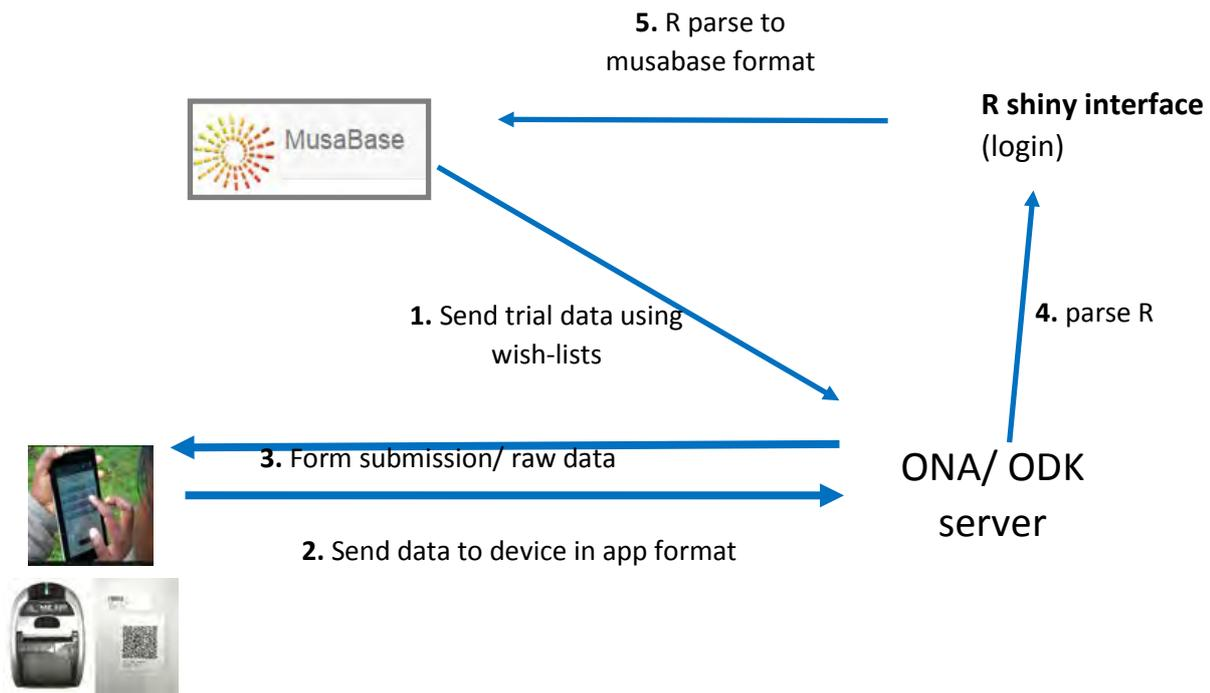 5. R parse to
musabase format
MusaBase
R shiny interface
(login)
1. Send trial data using
wish-lists
4. parse R
3. Form submission/ raw data
ONA/ ODK
server
2. Send data to device in app format